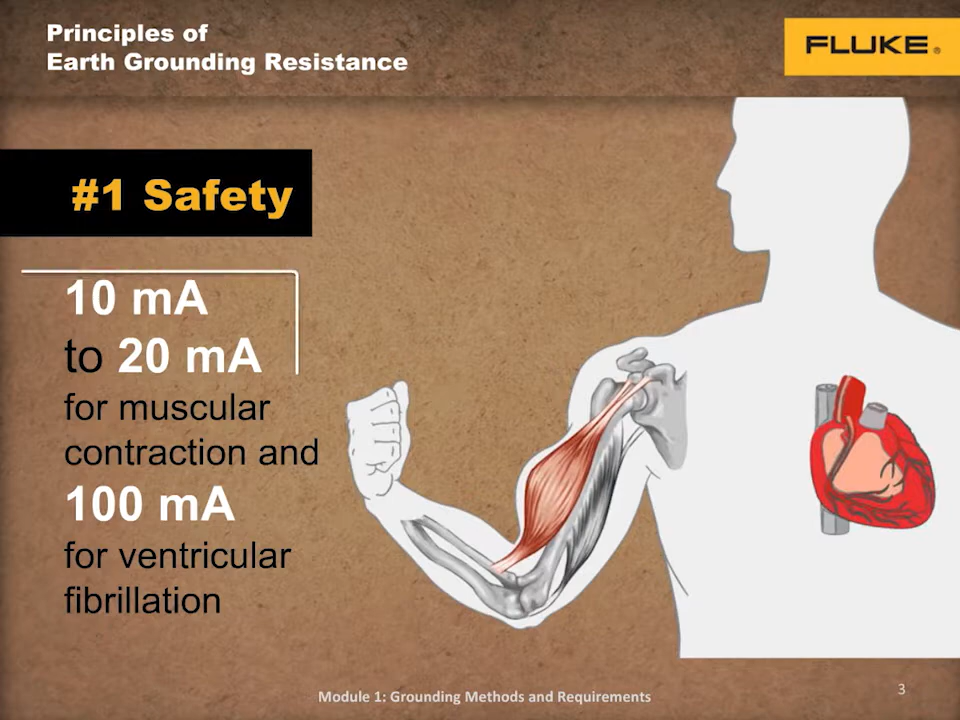 Principles of
Earth Grounding Resistance
FLUKE®
#1 Safety
10 mA
to 20 mA
for muscular
contraction and
100 mA
for ventricular
fibrillation
Module 1: Grounding Methods and Requirements
3